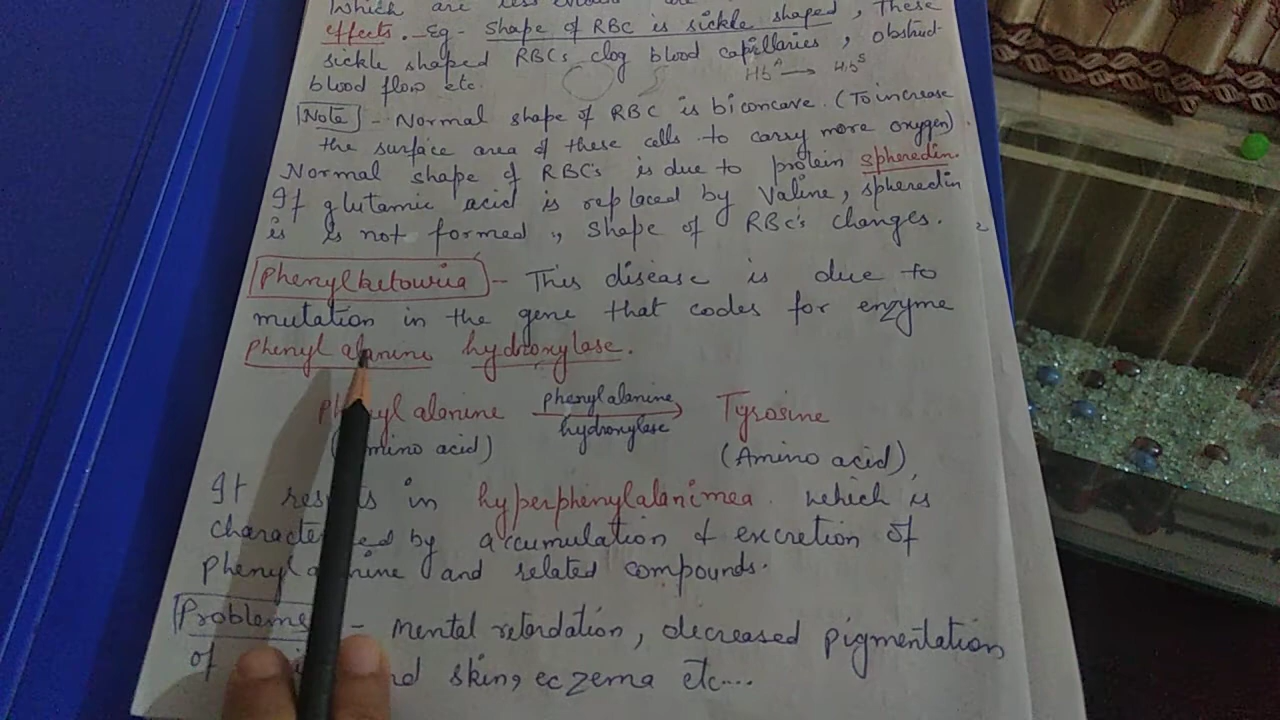 which are less
effects. Eg - Shape of RBC is sickle shaped, These
sickle shaped RBCs clog blood capillaries, obstruct-
blood flow etc. Hb^A → Hb^S
Note - Normal shape of RBC is biconcave. (To increase
the surface area of these cells to carry more oxygen)
Normal shape of RBC's is due to protein spheredin.
If glutamic acid is replaced by Valine, spheredin
is is not formed, shape of RBC's changes.
Phenylketouria - This disease is due to
mutation in the gene that codes for enzyme
phenyl alanine hydroxylase.
alanine phenylalanine hydroxylase → Tyrosine
acid) (Amino acid),
It in hyperphenylalanimea which is
by accumulation & excretion of
and related compounds.
Problems - mental retardation, decreased pigmentation
of skin, eczema etc....